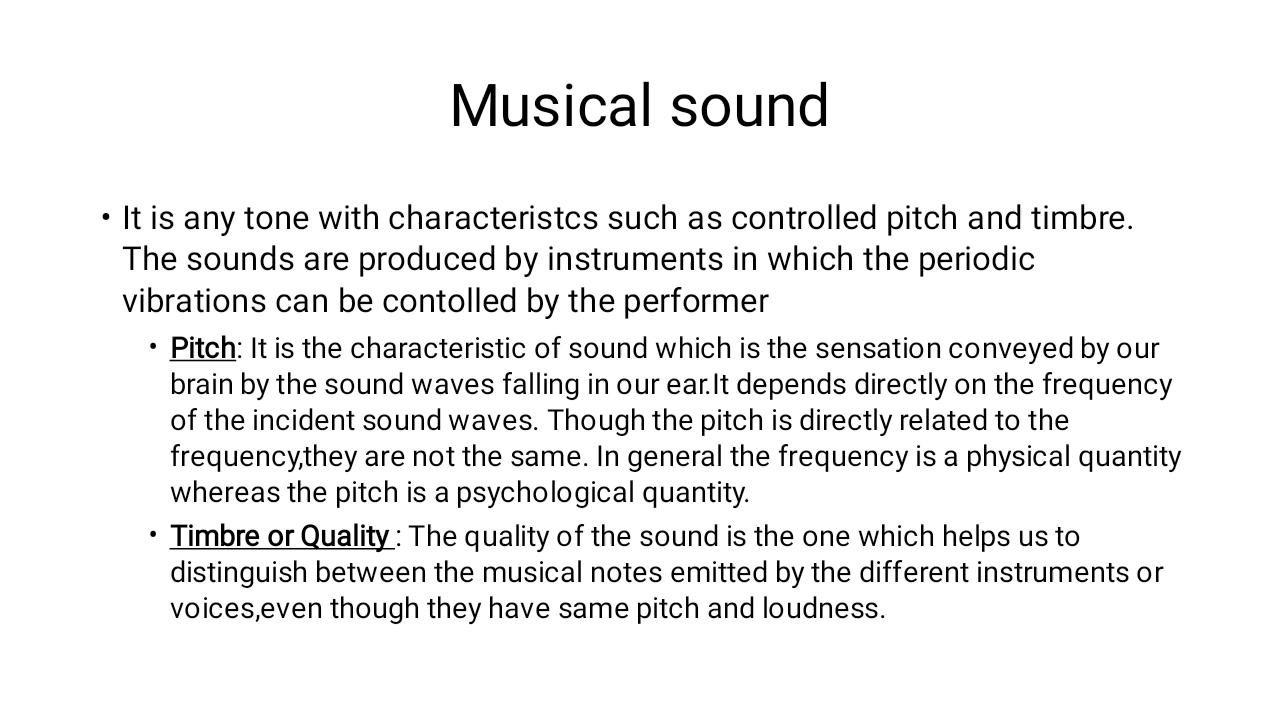 Musical sound
• It is any tone with characteristcs such as controlled pitch and timbre.
The sounds are produced by instruments in which the periodic
vibrations can be contolled by the performer
• Pitch: It is the characteristic of sound which is the sensation conveyed by our
brain by the sound waves falling in our ear.It depends directly on the frequency
of the incident sound waves. Though the pitch is directly related to the
frequency,they are not the same. In general the frequency is a physical quantity
whereas the pitch is a psychological quantity.
• Timbre or Quality : The quality of the sound is the one which helps us to
distinguish between the musical notes emitted by the different instruments or
voices,even though they have same pitch and loudness.